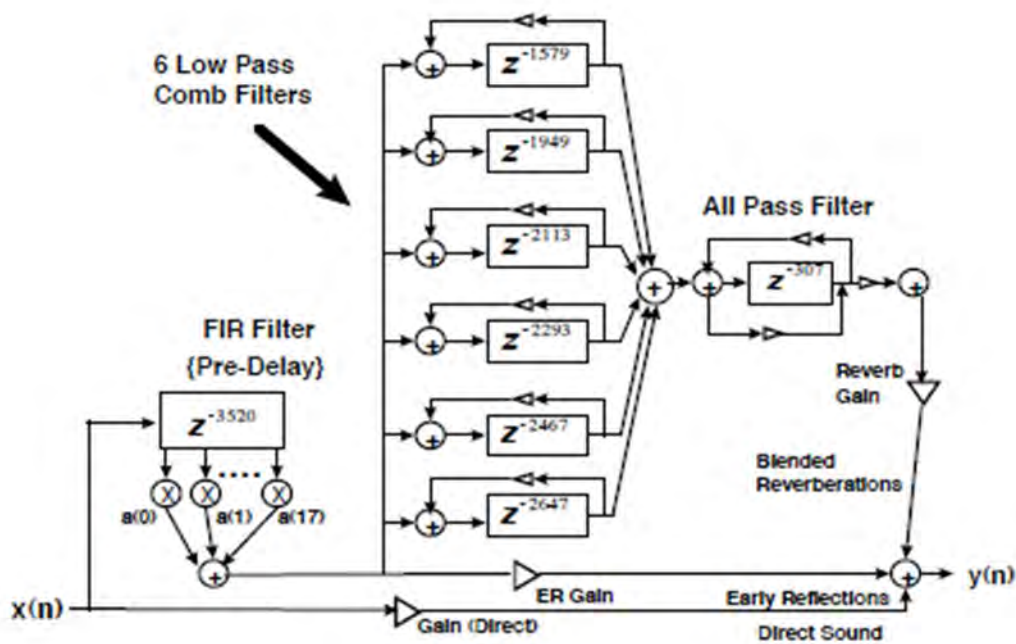 6 Low Pass
Comb Filters
z^-1579
z^-1949
z^-2113
z^-2293
z^-2467
z^-2647
All Pass Filter
z^-307
FIR Filter
{Pre-Delay}
z^-3520
a(0) a(1) a(17)
Reverb
Gain
Blended
Reverberations
ER Gain
Early Reflections
x(n)
Gain (Direct)
Direct Sound
y(n)